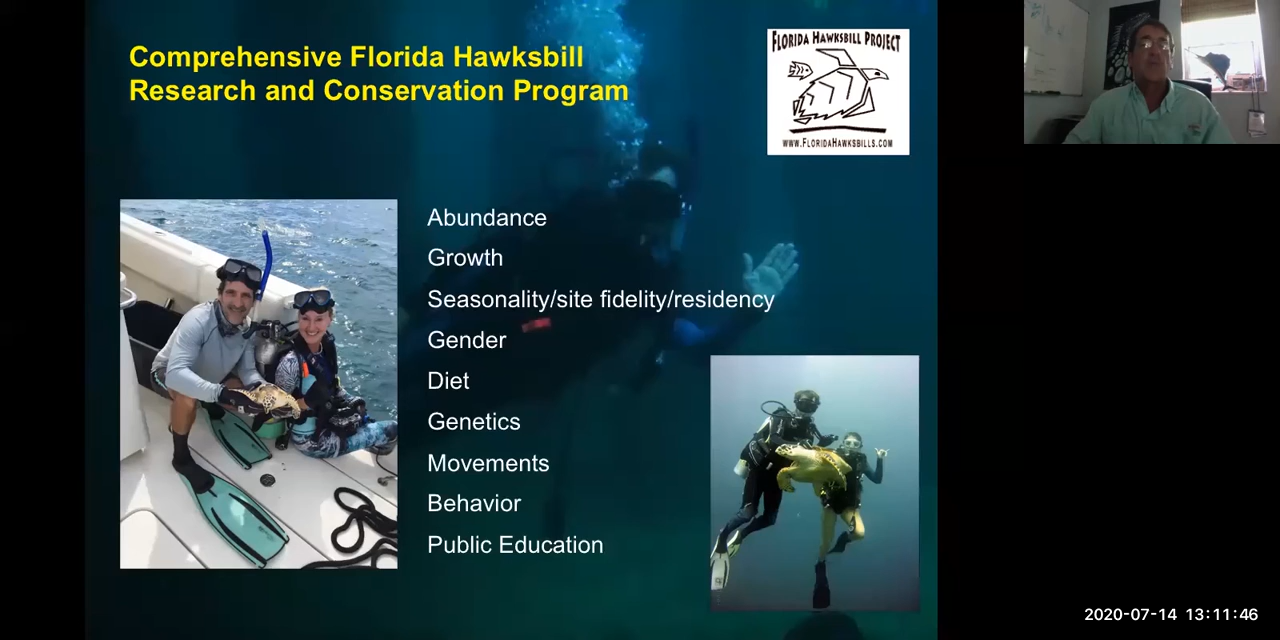 Comprehensive Florida Hawksbill
Research and Conservation Program
FLORIDA HAWKSBILL PROJECT
WWW.FLORIDAHAWKSBILLS.COM
Abundance
Growth
Seasonality/site fidelity/residency
Gender
Diet
Genetics
Movements
Behavior
Public Education
2020-07-14 13:11:46